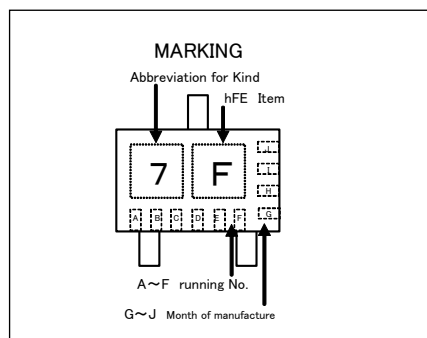 MARKING
Abbreviation for Kind
hFE Item
7 F
J
I
H
G
A B C D E F
A～F running No.
G～J Month of manufacture